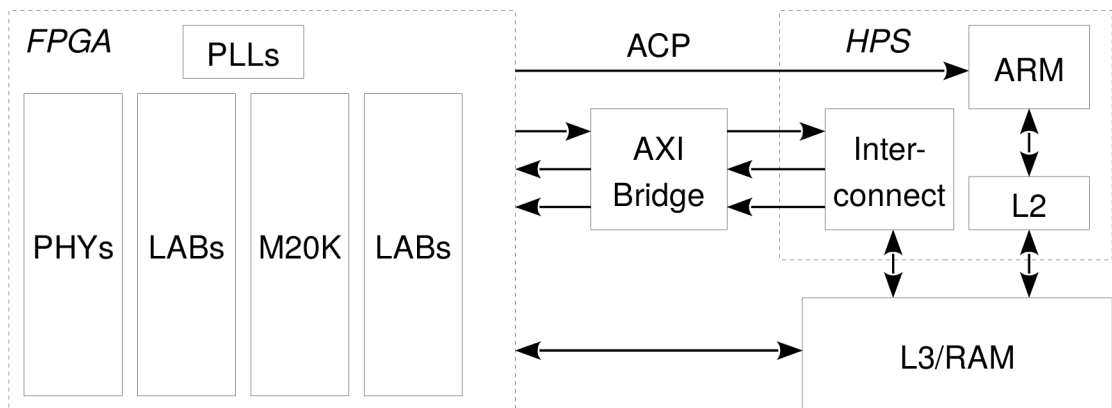 FPGA
PLLs
PHYs
LABs
M20K
LABs
ACP
AXI
Bridge
HPS
ARM
Inter-
connect
L2
L3/RAM